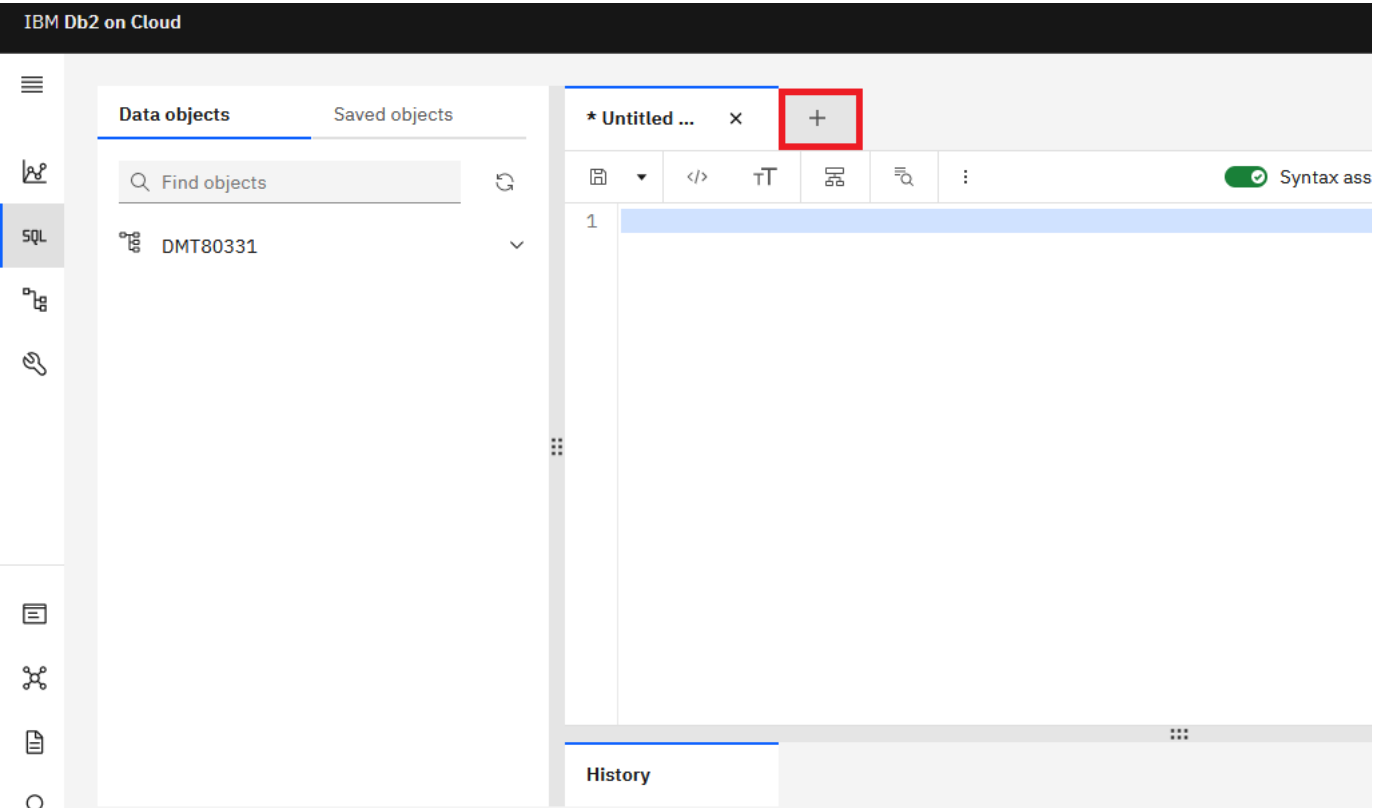 IBM Db2 on Cloud
Data objects
Saved objects
* Untitled ...
Find objects
Syntax ass
SQL
DMT80331
1
History